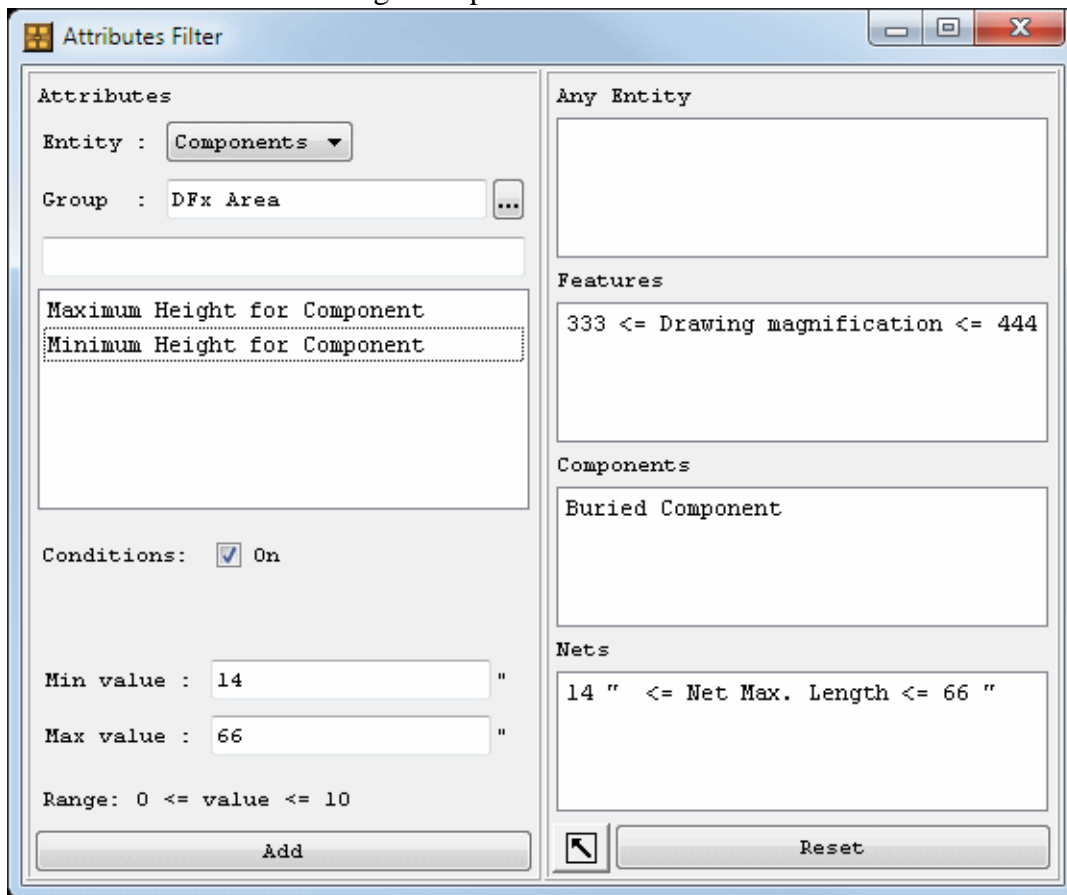 Attributes Filter
Attributes
Entity : Components
Group : DFx Area ...
Maximum Height for Component
Minimum Height for Component
Conditions: On
Min value : 14 "
Max value : 66 "
Range: 0 <= value <= 10
Add
Any Entity
Features
333 <= Drawing magnification <= 444
Components
Buried Component
Nets
14 " <= Net Max. Length <= 66 "
Reset